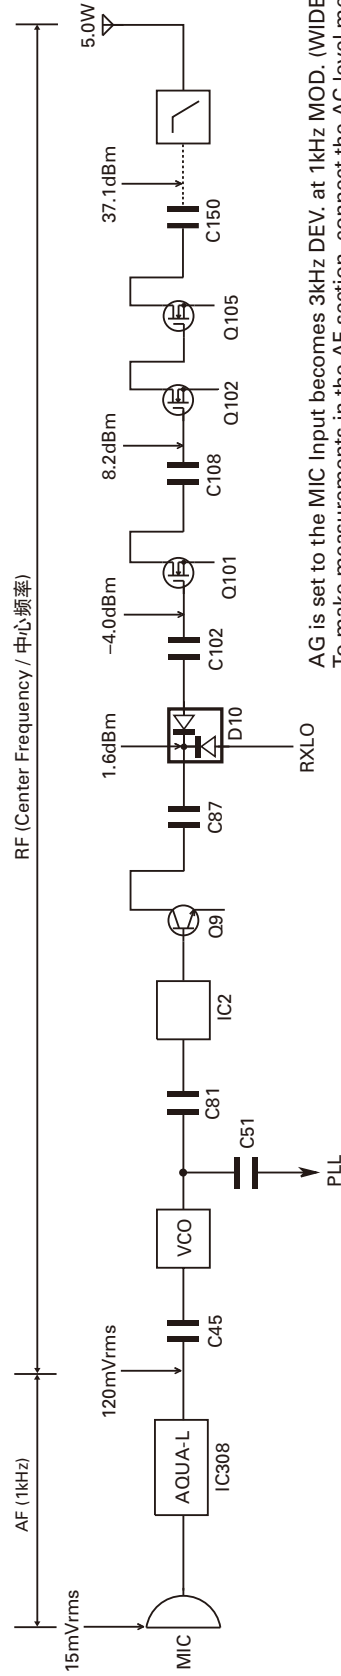 AF (1kHz)
RF (Center Frequency / 中心频率)
15mVrms
120mVrms
1.6dBm
–4.0dBm
8.2dBm
37.1dBm
5.0W
MIC
AQUA-L
IC308
C45
VCO
C51
PLL
C81
IC2
Q9
C87
D10
RXLO
C102
Q101
C108
Q102
Q105
C150
AG is set to the MIC Input becomes 3kHz DEV. at 1kHz MOD. (WIDE
To make measurements in the AF section, connect the AC level me